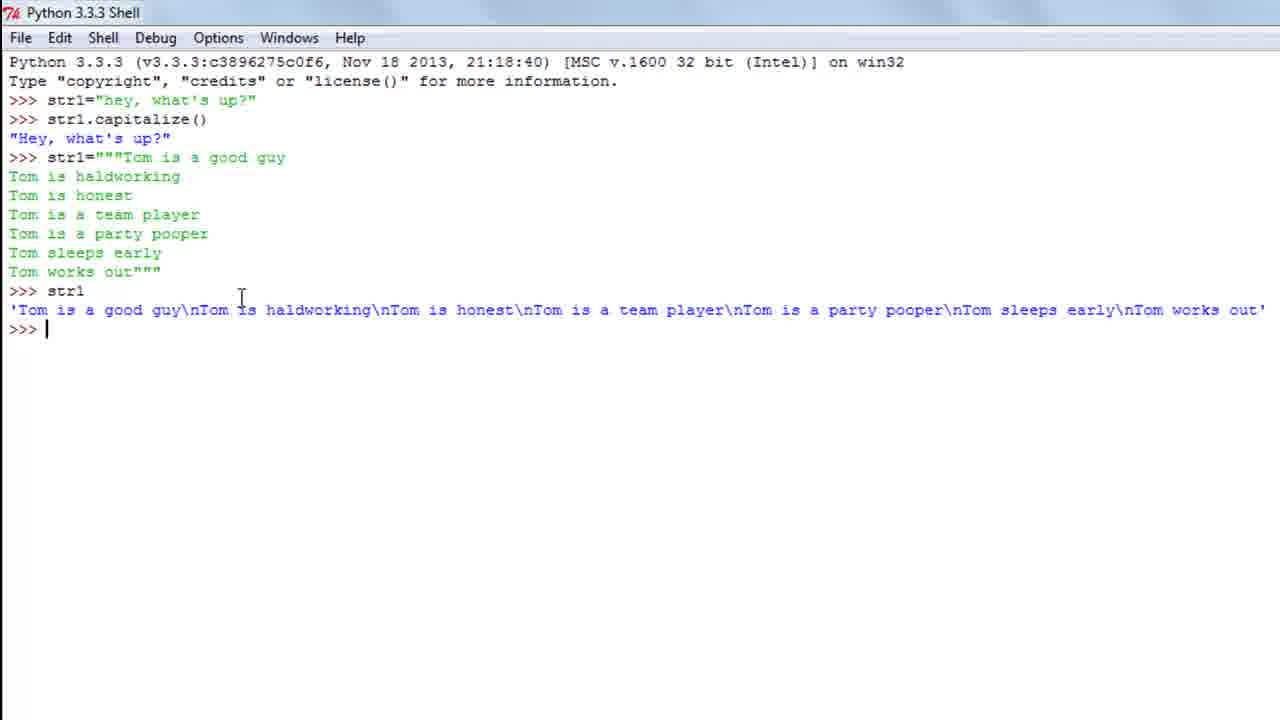 Python 3.3.3 Shell
File Edit Shell Debug Options Windows Help
Python 3.3.3 (v3.3.3:c3896275c0f6, Nov 18 2013, 21:18:40) [MSC v.1600 32 bit (Intel)] on win32
Type "copyright", "credits" or "license()" for more information.
>>> str1="hey, what's up?"
>>> str1.capitalize()
"Hey, what's up?"
>>> str1="""Tom is a good guy
Tom is haldworking
Tom is honest
Tom is a team player
Tom is a party pooper
Tom sleeps early
Tom works out"""
>>> str1
'Tom is a good guy\nTom is haldworking\nTom is honest\nTom is a team player\nTom is a party pooper\nTom sleeps early\nTom works out'
>>>